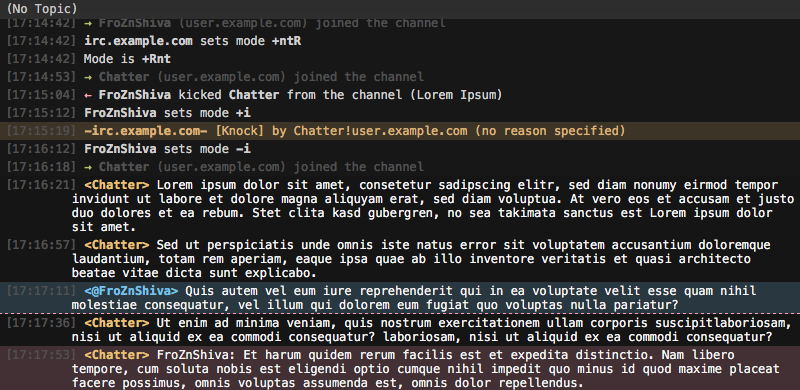 (No Topic)
[17:14:42] → FroZnShiva (user.example.com) joined the channel
[17:14:42] irc.example.com sets mode +ntR
[17:14:42] Mode is +Rnt
[17:14:53] → Chatter (user.example.com) joined the channel
[17:15:04] ← FroZnShiva kicked Chatter from the channel (Lorem Ipsum)
[17:15:12] FroZnShiva sets mode +i
[17:15:19] -irc.example.com- [Knock] by Chatter!user.example.com (no reason specified)
[17:16:12] FroZnShiva sets mode -i
[17:16:18] → Chatter (user.example.com) joined the channel
[17:16:21] <Chatter> Lorem ipsum dolor sit amet, consetetur sadipscing elitr, sed diam nonumy eirmod tempor
invidunt ut labore et dolore magna aliquyam erat, sed diam voluptua. At vero eos et accusam et justo
duo dolores et ea rebum. Stet clita kasd gubergren, no sea takimata sanctus est Lorem ipsum dolor
sit amet.
[17:16:57] <Chatter> Sed ut perspiciatis unde omnis iste natus error sit voluptatem accusantium doloremque
laudantium, totam rem aperiam, eaque ipsa quae ab illo inventore veritatis et quasi architecto
beatae vitae dicta sunt explicabo.
[17:17:11] <@FroZnShiva> Quis autem vel eum iure reprehenderit qui in ea voluptate velit esse quam nihil
molestiae consequatur, vel illum qui dolorem eum fugiat quo voluptas nulla pariatur?
[17:17:36] <Chatter> Ut enim ad minima veniam, quis nostrum exercitationem ullam corporis suscipitlaboriosam,
nisi ut aliquid ex ea commodi consequatur? laboriosam, nisi ut aliquid ex ea commodi consequatur?
[17:17:53] <Chatter> FroZnShiva: Et harum quidem rerum facilis est et expedita distinctio. Nam libero
tempore, cum soluta nobis est eligendi optio cumque nihil impedit quo minus id quod maxime placeat
facere possimus, omnis voluptas assumenda est, omnis dolor repellendus.